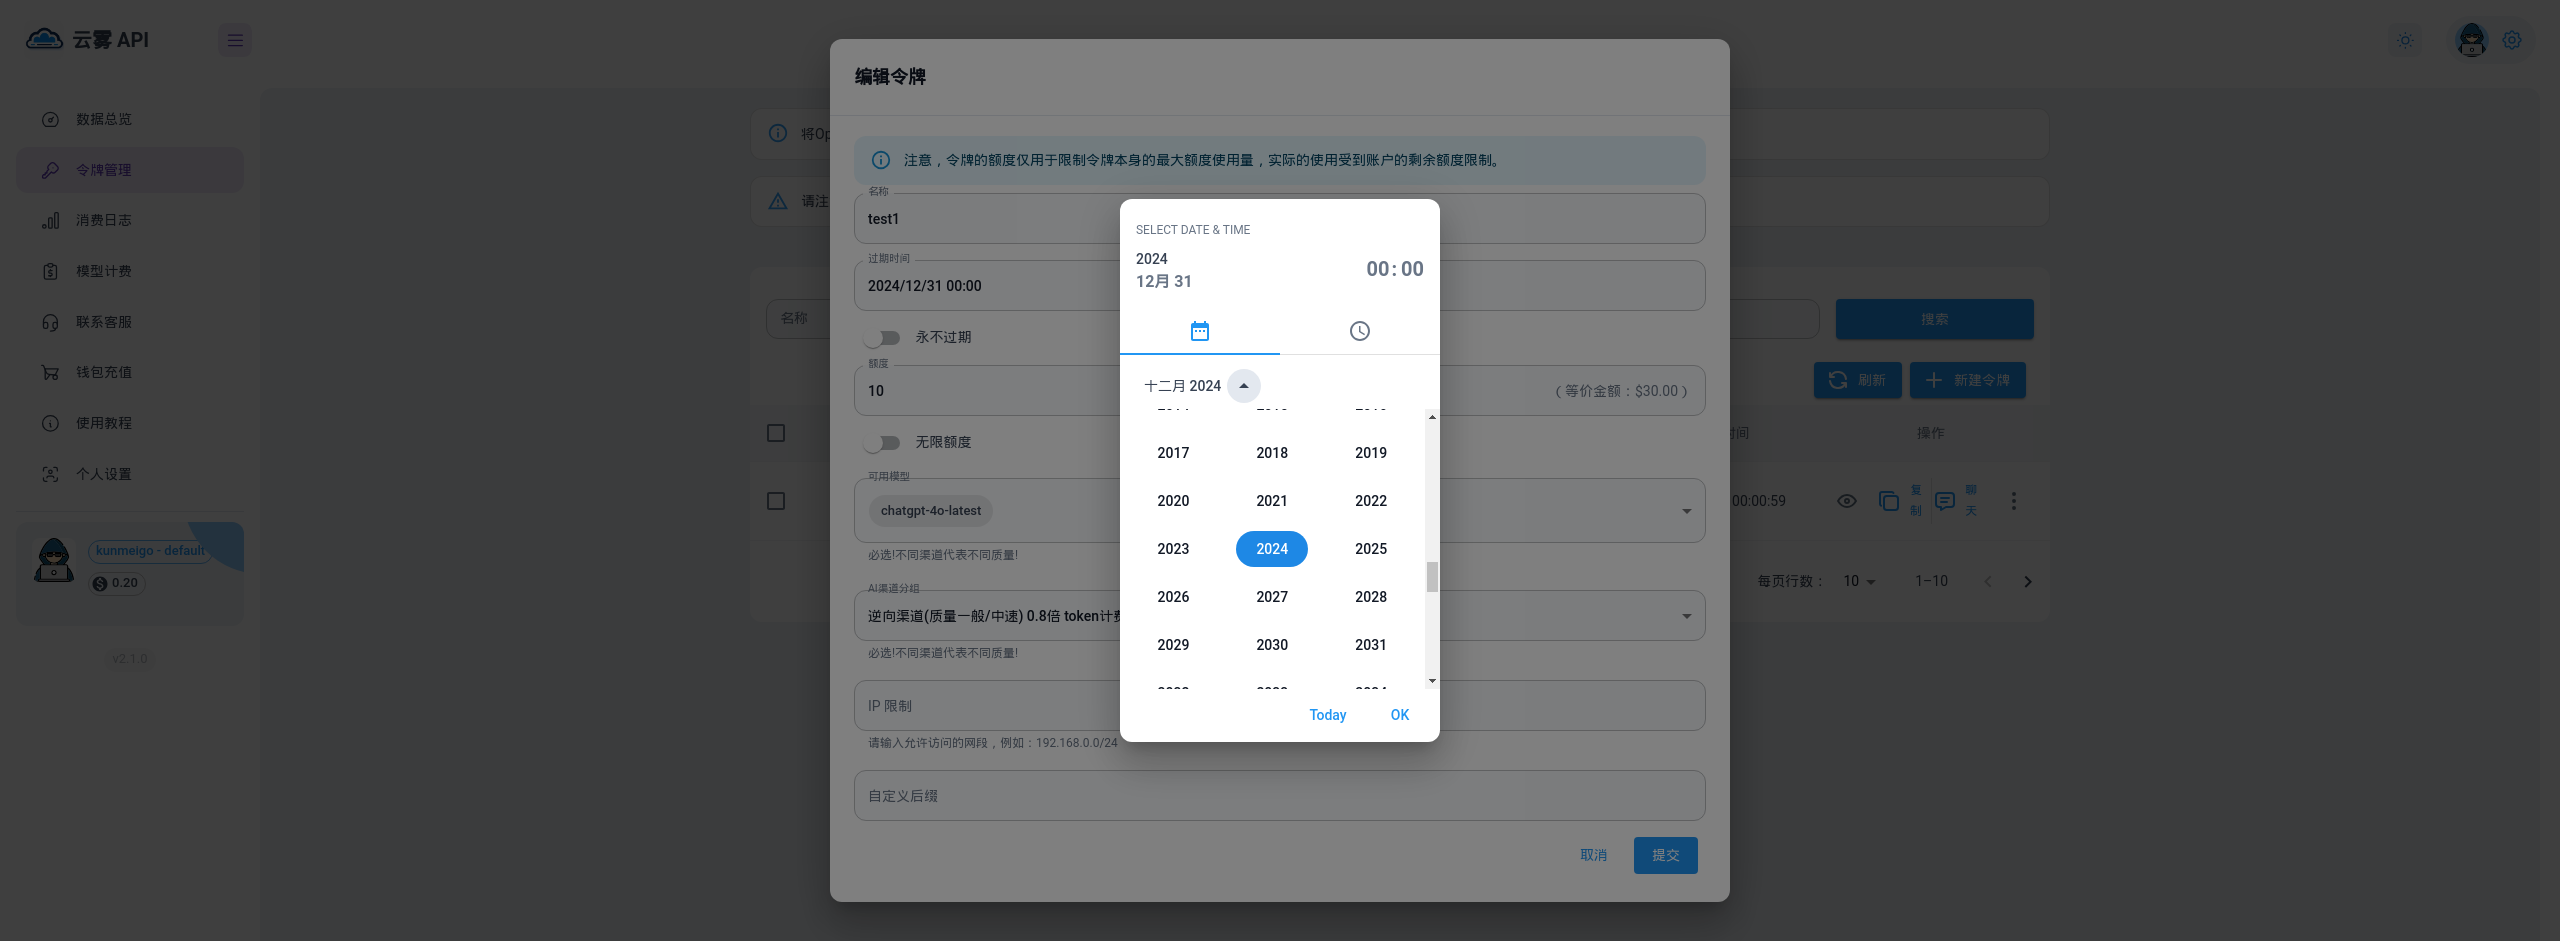 云雾 API
数据总览
令牌管理
消费日志
模型计费
联系客服
钱包充值
使用教程
个人设置
kunmeigo - default
0.20
v2.1.0
将Op
请注
名称
搜索
刷新
新建令牌
时间
操作
00:00:59
复制
聊天
每页行数：
10
1–10
编辑令牌
注意，令牌的额度仅用于限制令牌本身的最大额度使用量，实际的使用受到账户的剩余额度限制。
名称
test1
过期时间
2024/12/31 00:00
永不过期
额度
10
（等价金额：$30.00）
无限额度
可用模型
chatgpt-4o-latest
必选!不同渠道代表不同质量!
AI渠道分组
逆向渠道(质量一般/中速) 0.8倍 token计费
必选!不同渠道代表不同质量!
IP 限制
请输入允许访问的网段，例如：192.168.0.0/24
自定义后缀
取消
提交
SELECT DATE & TIME
2024
12月 31
00:00
十二月 2024
2017 2018 2019
2020 2021 2022
2023 2024 2025
2026 2027 2028
2029 2030 2031
Today
OK